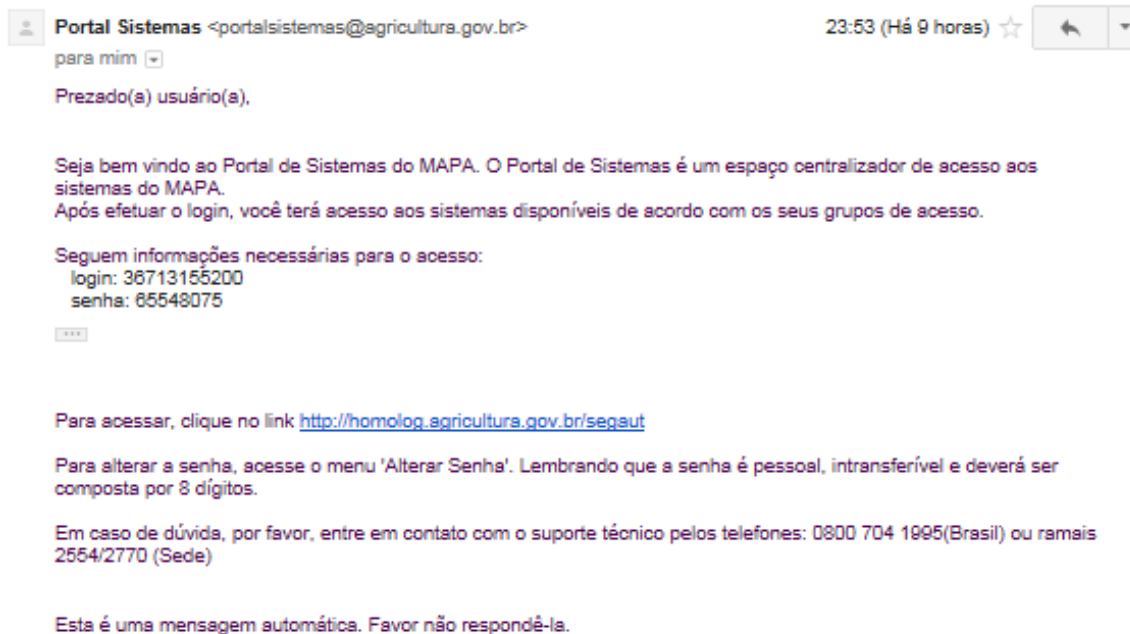 Portal Sistemas <portalsistemas@agricultura.gov.br> 23:53 (Há 9 horas)
para mim
Prezado(a) usuário(a),
Seja bem vindo ao Portal de Sistemas do MAPA. O Portal de Sistemas é um espaço centralizador de acesso aos
sistemas do MAPA.
Após efetuar o login, você terá acesso aos sistemas disponíveis de acordo com os seus grupos de acesso.
Seguem informações necessárias para o acesso:
login: 36713155200
senha: 65548075
Para acessar, clique no link http://homolog.agricultura.gov.br/segaut
Para alterar a senha, acesse o menu 'Alterar Senha'. Lembrando que a senha é pessoal, intransferível e deverá ser
composta por 8 dígitos.
Em caso de dúvida, por favor, entre em contato com o suporte técnico pelos telefones: 0800 704 1995(Brasil) ou ramais
2554/2770 (Sede)
Esta é uma mensagem automática. Favor não respondê-la.